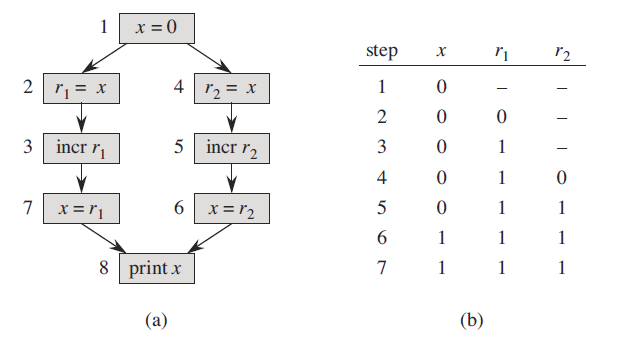 1 x = 0
2 r₁ = x 4 r₂ = x
3 incr r₁ 5 incr r₂
7 x = r₁ 6 x = r₂
8 print x
(a)
step x r₁ r₂
1 0 – –
2 0 0 –
3 0 1 –
4 0 1 0
5 0 1 1
6 1 1 1
7 1 1 1
(b)